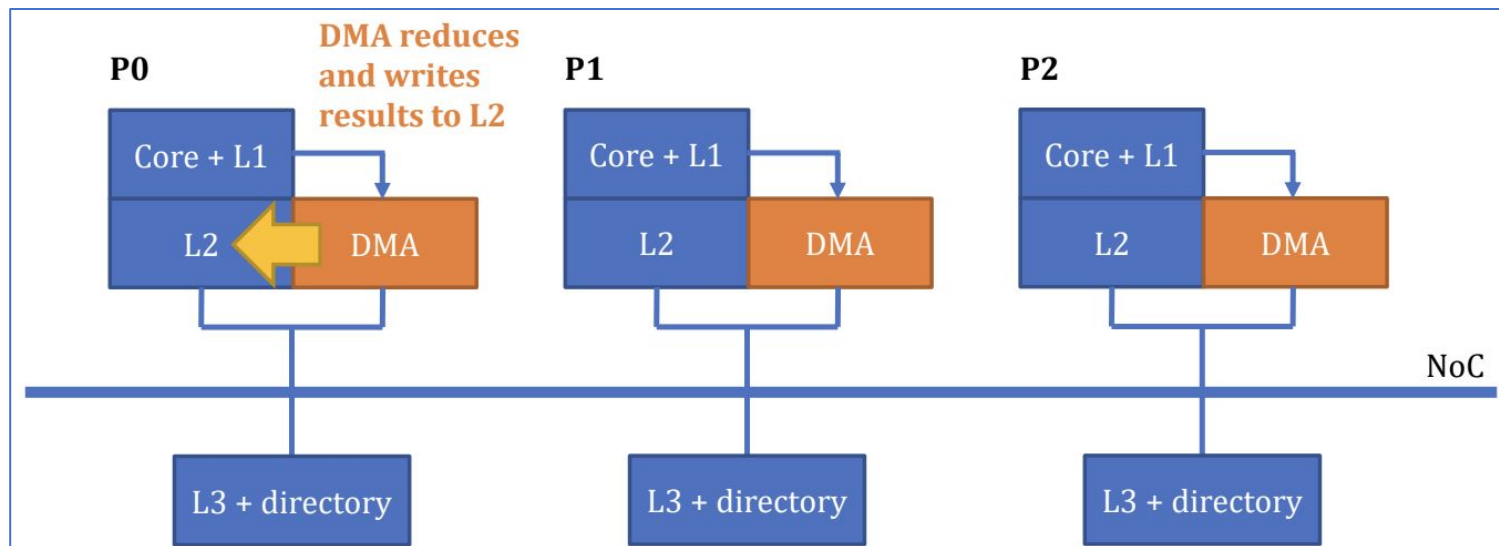 DMA reduces
and writes
results to L2
P0
P1
P2
Core + L1
Core + L1
Core + L1
L2
DMA
L2
DMA
L2
DMA
NoC
L3 + directory
L3 + directory
L3 + directory